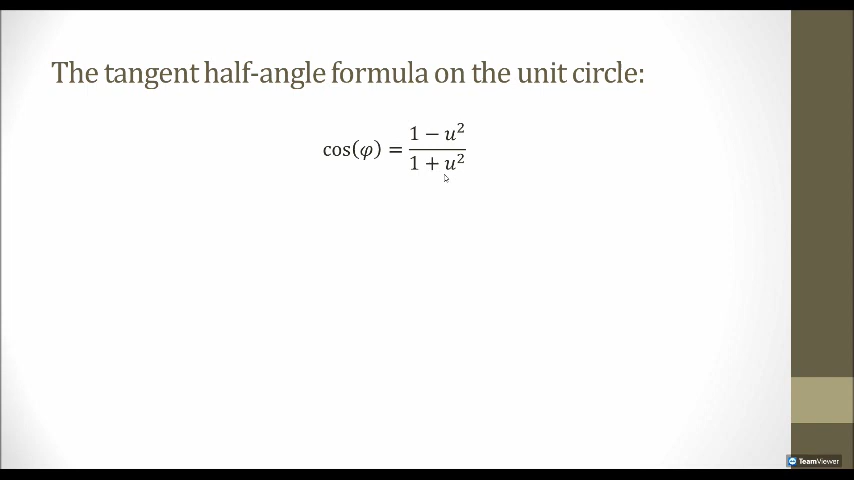 The tangent half-angle formula on the unit circle:
cos(φ) = (1 − u²)/(1 + u²)
TeamViewer